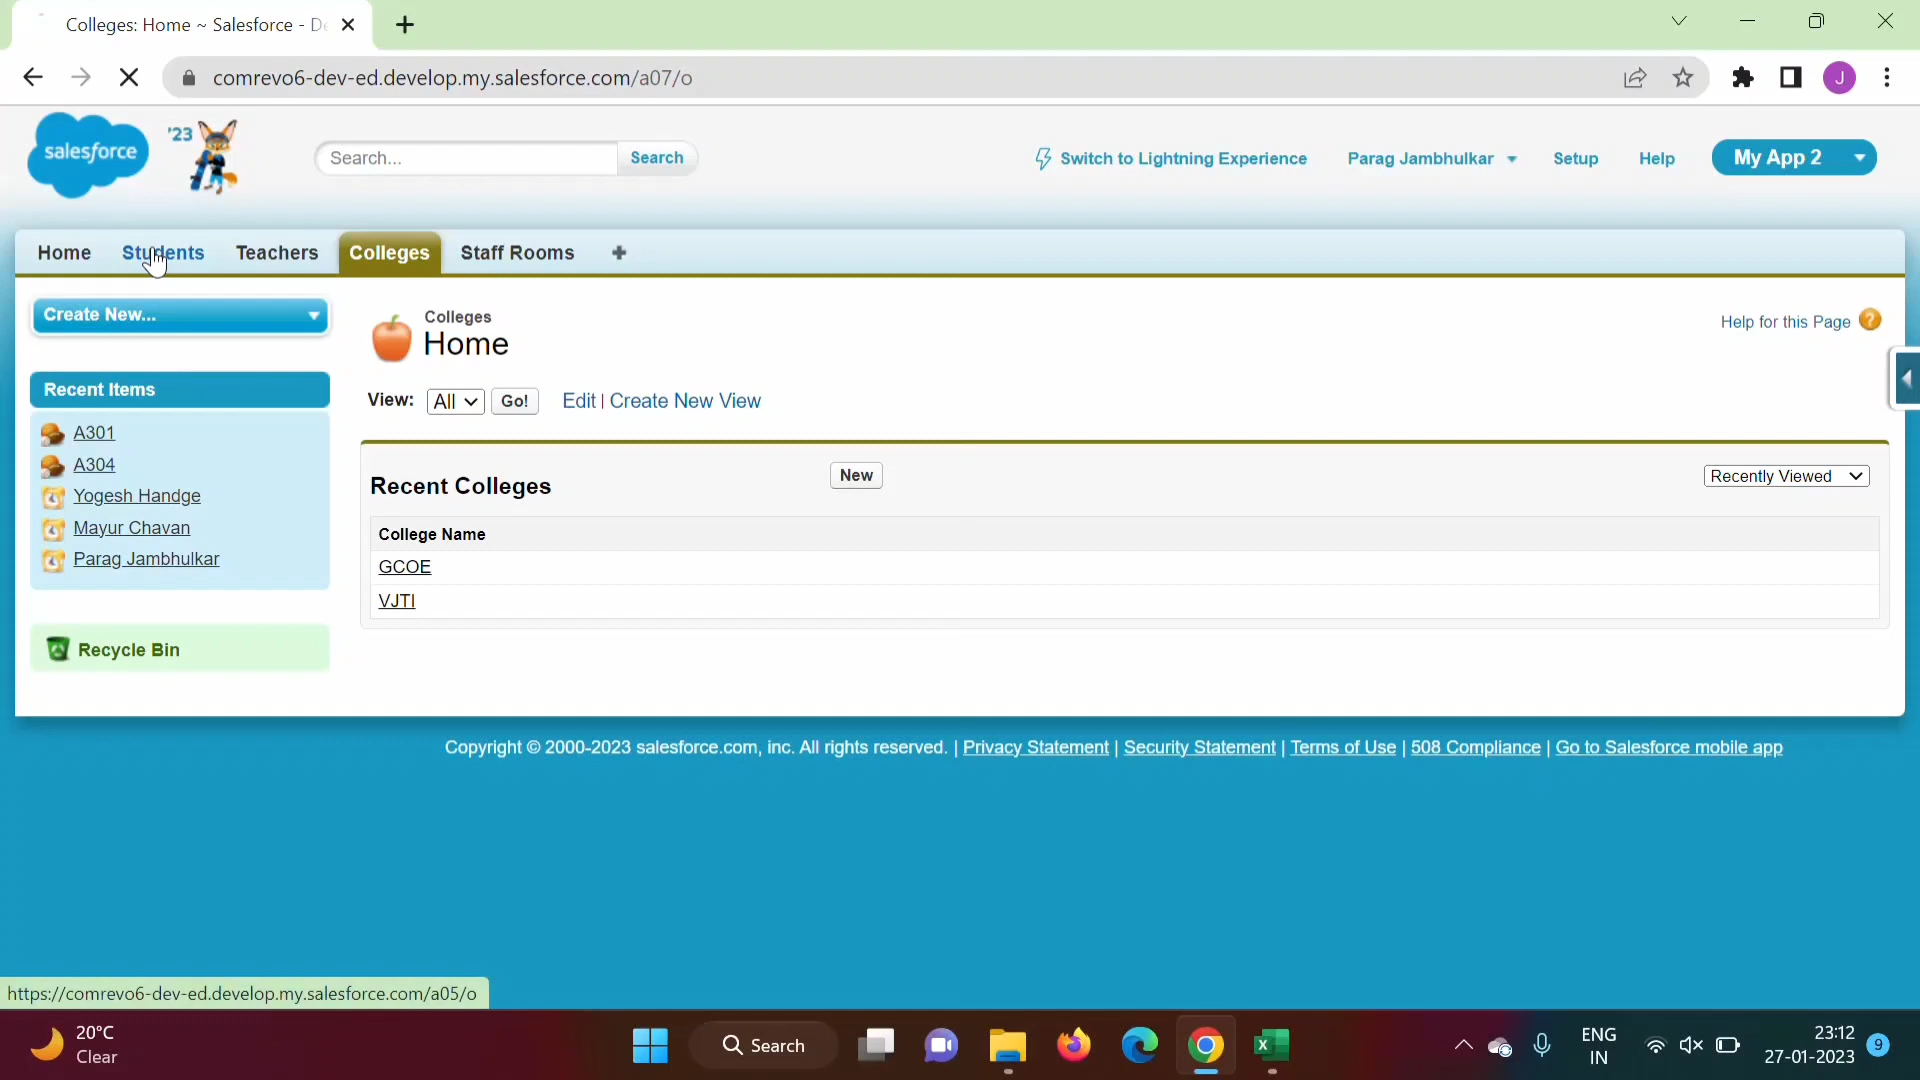 Colleges: Home ~ Salesforce - De
comrevo6-dev-ed.develop.my.salesforce.com/a07/o
J
salesforce
'23
Search...
Search
Switch to Lightning Experience
Parag Jambhulkar
Setup
Help
My App 2
Home
Students
Teachers
Colleges
Staff Rooms
Create New...
Colleges
Home
Help for this Page
View:
All
Go!
Edit | Create New View
Recent Items
A301
A304
Yogesh Handge
Mayur Chavan
Parag Jambhulkar
Recent Colleges
New
Recently Viewed
College Name
GCOE
VJTI
Recycle Bin
Copyright © 2000-2023 salesforce.com, inc. All rights reserved. | Privacy Statement | Security Statement | Terms of Use | 508 Compliance | Go to Salesforce mobile app
https://comrevo6-dev-ed.develop.my.salesforce.com/a05/o
20°C
Clear
Search
ENG
IN
23:12
27-01-2023
9